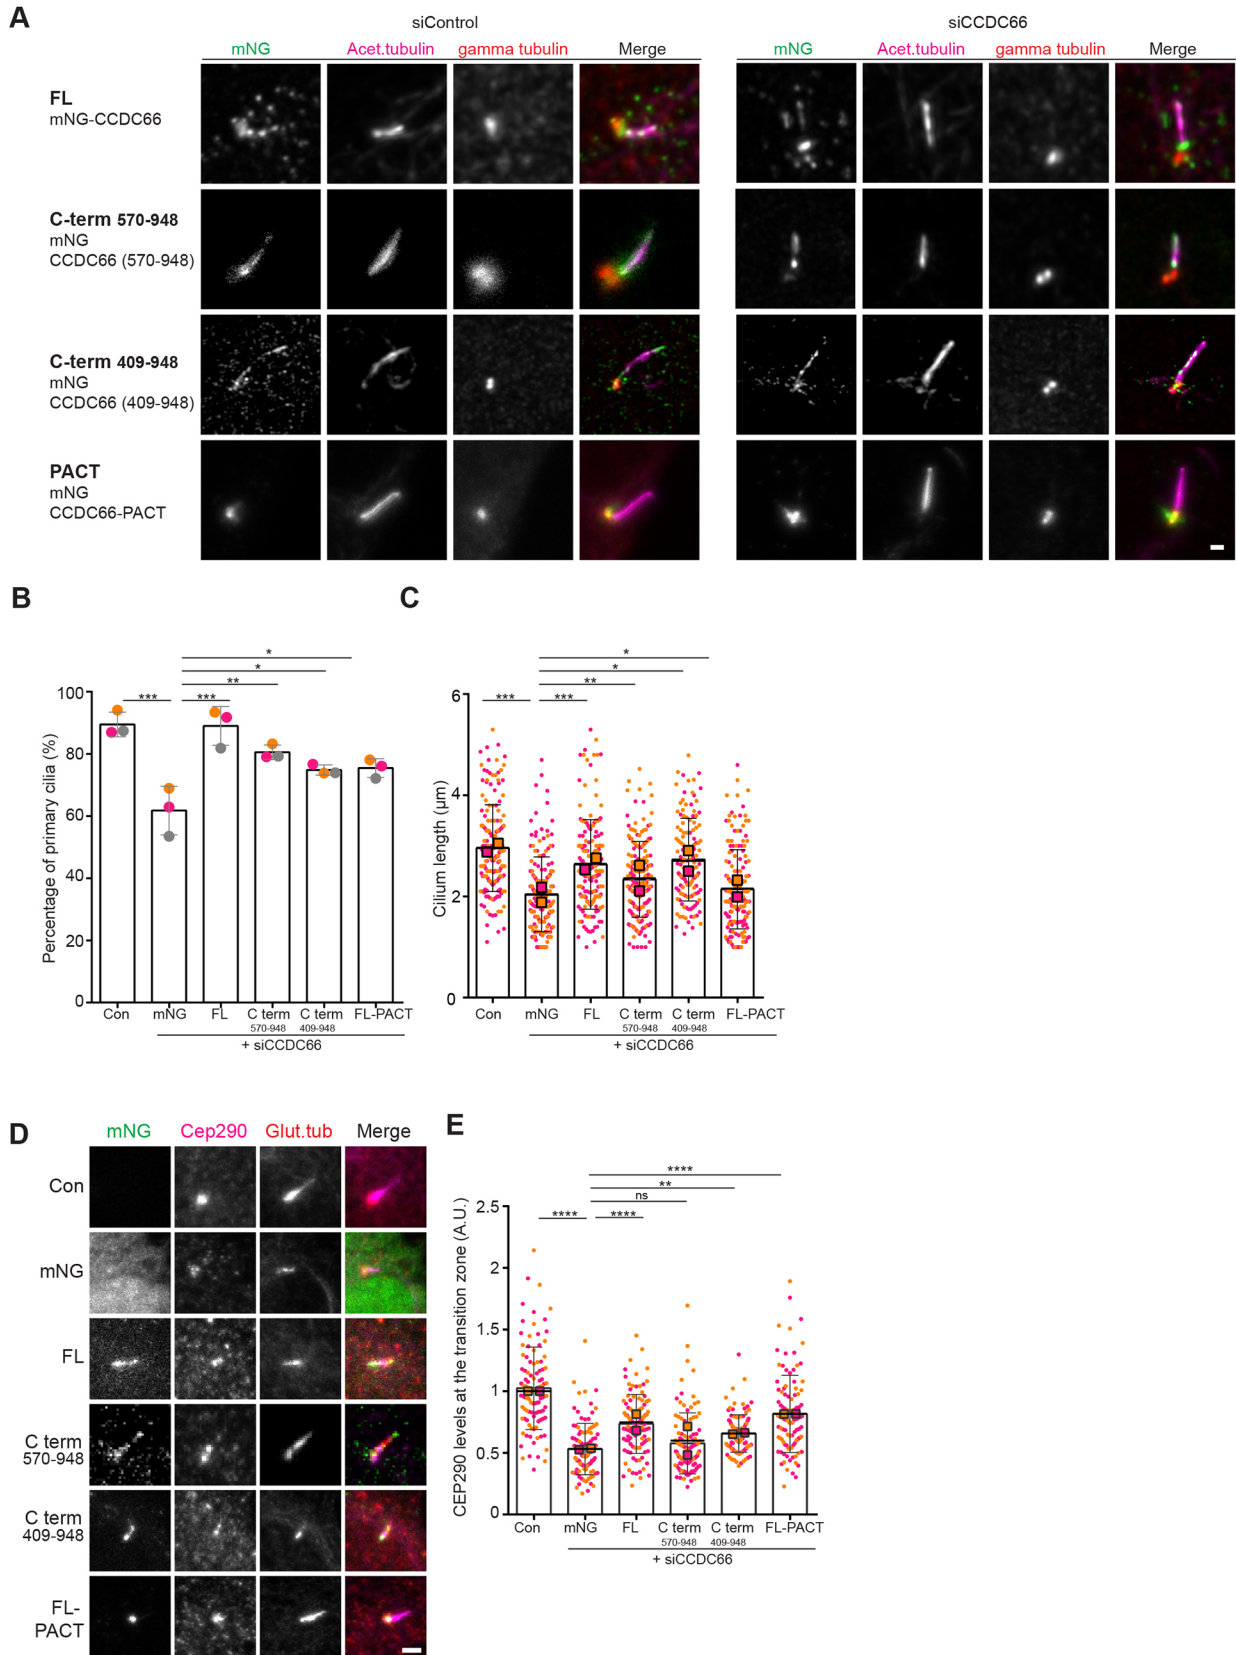 A
siControl
siCCDC66
mNG Acet.tubulin gamma tubulin Merge
mNG Acet.tubulin gamma tubulin Merge
FL
mNG-CCDC66
C-term 570-948
mNG
CCDC66 (570-948)
C-term 409-948
mNG
CCDC66 (409-948)
PACT
mNG
CCDC66-PACT
B
Percentage of primary cilia (%)
100
80
60
40
20
0
*
*
**
*** ***
Con mNG FL C term C term FL-PACT
570-948 409-948
+ siCCDC66
C
Cilium length (µm)
6
4
2
0
*
*
**
*** ***
Con mNG FL C term C term FL-PACT
570-948 409-948
+ siCCDC66
D
mNG Cep290 Glut.tub Merge
Con
mNG
FL
C term
570-948
C term
409-948
FL-
PACT
E
CEP290 levels at the transition zone (A.U.)
2.5
2
1.5
1
0.5
0
****
**
ns
**** ****
Con mNG FL C term C term FL-PACT
570-948 409-948
+ siCCDC66